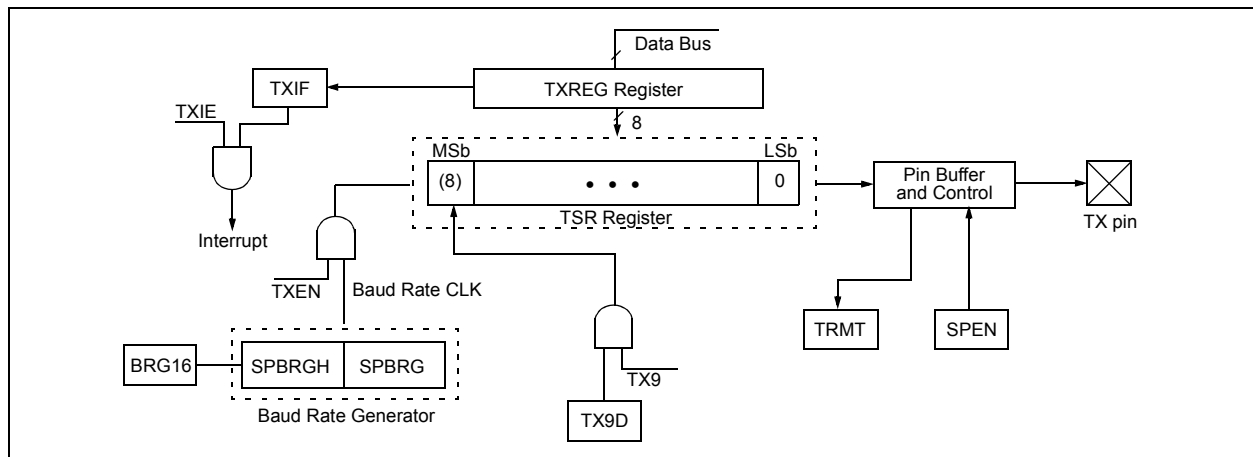 Data Bus
TXIF
TXREG Register
TXIE
8
MSb
LSb
(8)
• • •
0
Pin Buffer
and Control
TSR Register
TX pin
Interrupt
TXEN
Baud Rate CLK
TRMT
SPEN
BRG16
SPBRGH
SPBRG
TX9
Baud Rate Generator
TX9D